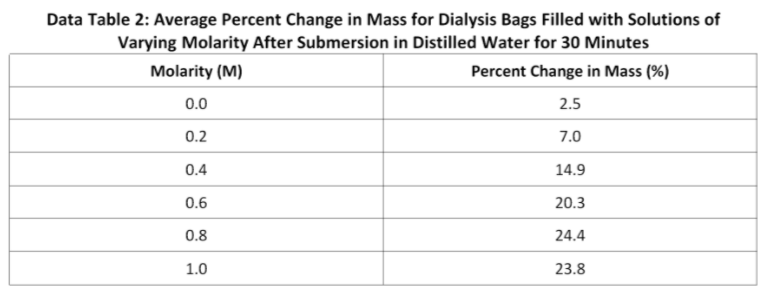 Data Table 2: Average Percent Change in Mass for Dialysis Bags Filled with Solutions of
Varying Molarity After Submersion in Distilled Water for 30 Minutes
Molarity (M) Percent Change in Mass (%)
0.0 2.5
0.2 7.0
0.4 14.9
0.6 20.3
0.8 24.4
1.0 23.8